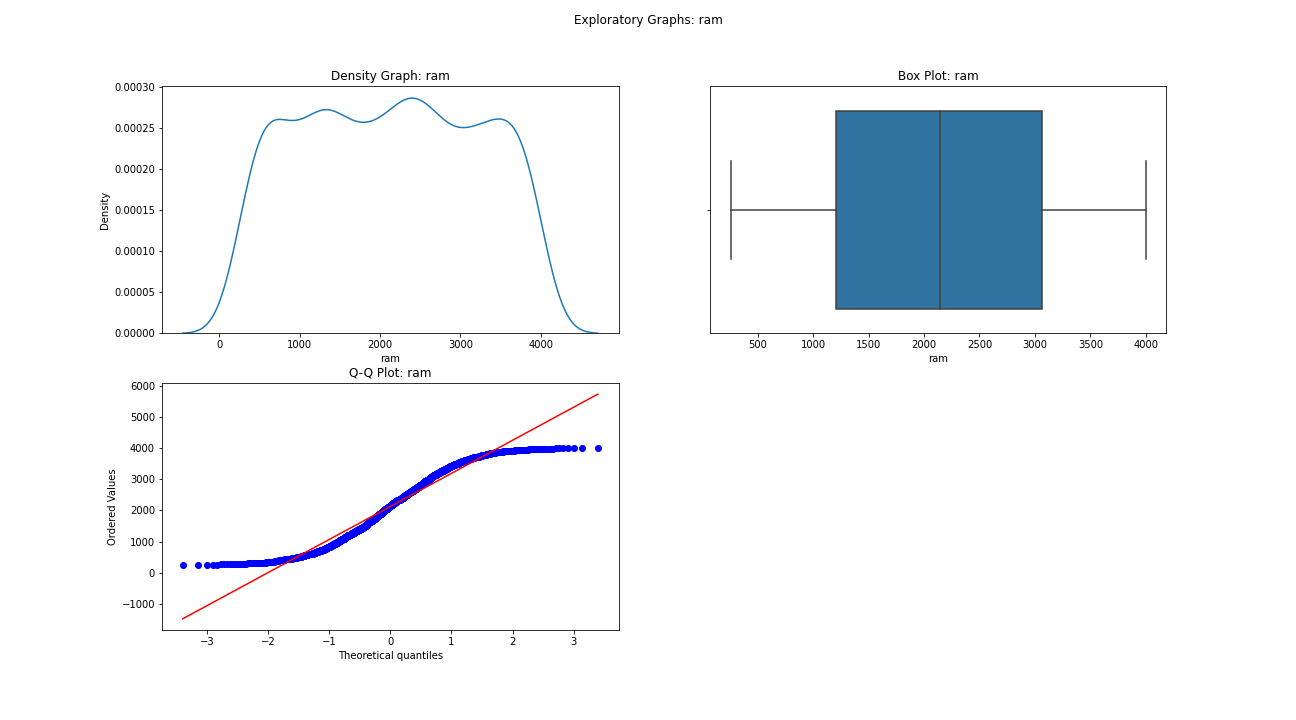 Exploratory Graphs: ram
Density Graph: ram
0.00030
0.00025
0.00020
0.00015
0.00010
0.00005
0.00000
Density
0 1000 2000 3000 4000
ram
Box Plot: ram
500 1000 1500 2000 2500 3000 3500 4000
ram
Q-Q Plot: ram
6000
5000
4000
3000
2000
1000
0
−1000
Ordered Values
−3 −2 −1 0 1 2 3
Theoretical quantiles